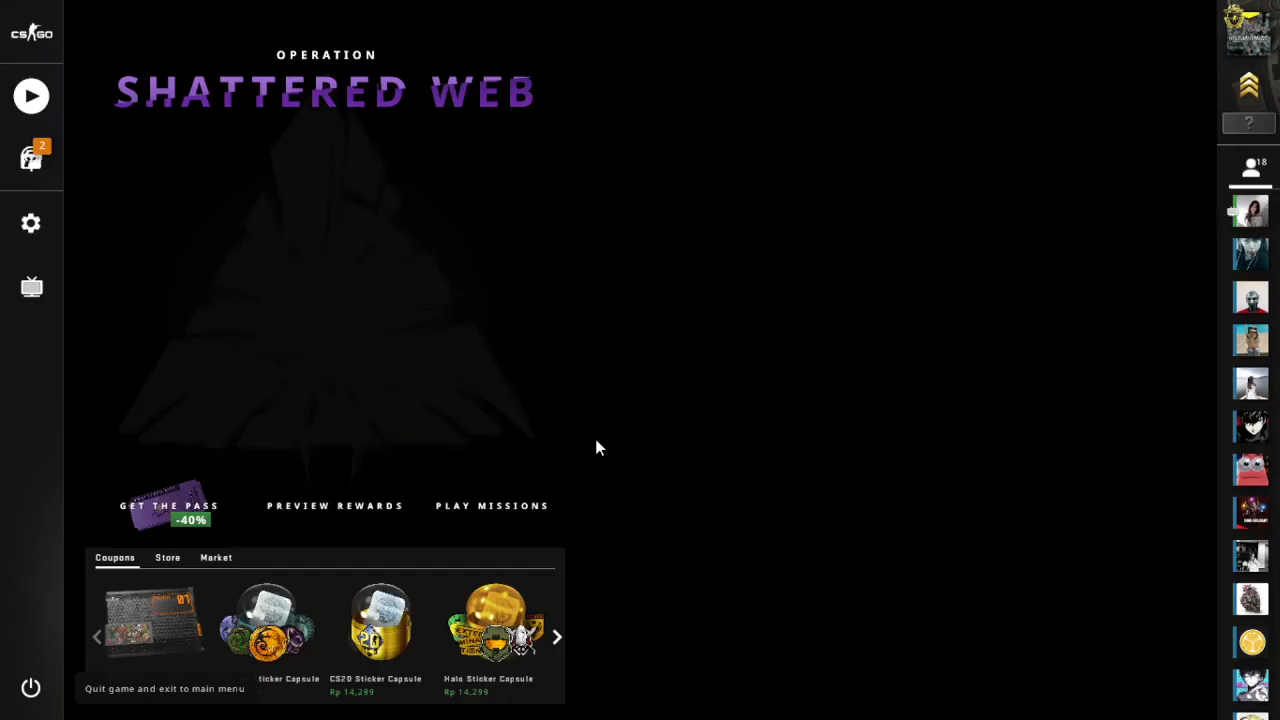 CS GO
OPERATION
SHATTERED WEB
2
?
18
GET THE PASS
-40%
PREVIEW REWARDS
PLAY MISSIONS
Coupons Store Market
01
20
ticker Capsule
CS20 Sticker Capsule
Rp 14,299
Halo Sticker Capsule
Rp 14,299
Quit game and exit to main menu